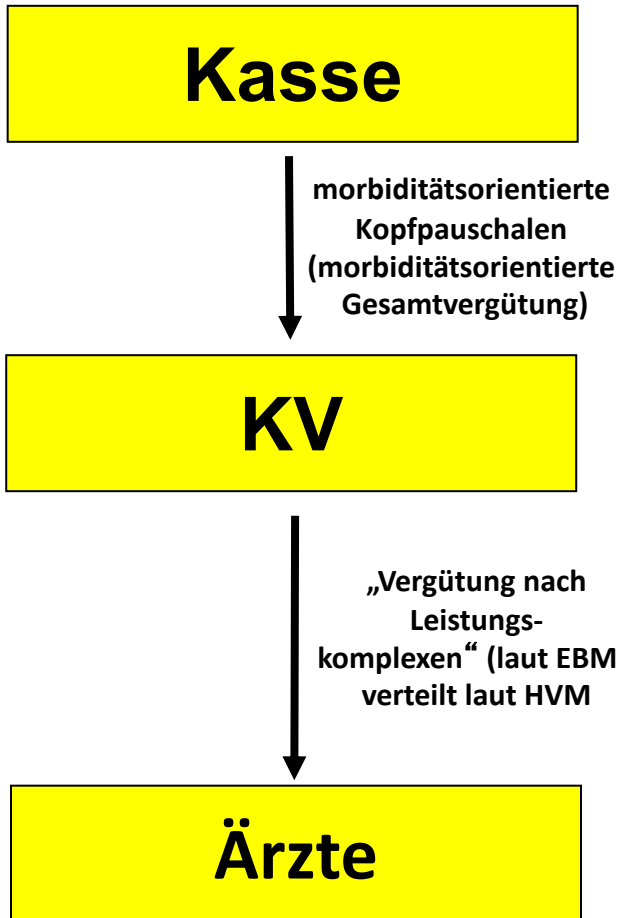 Kasse
morbiditätsorientierte
Kopfpauschalen
(morbiditätsorientierte
Gesamtvergütung)
KV
„Vergütung nach
Leistungs-
komplexen“ (laut EBM
verteilt laut HVM
Ärzte